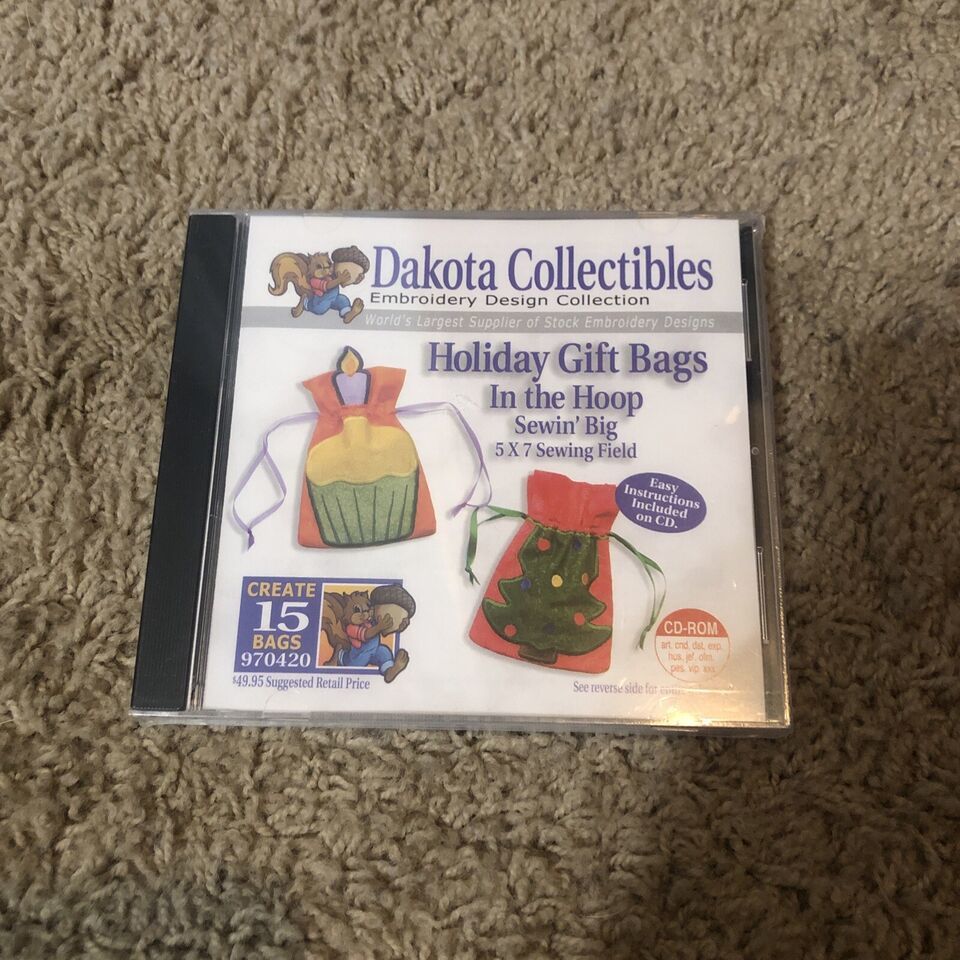 Dakota Collectibles
Embroidery Design Collection
World's Largest Supplier of Stock Embroidery Designs
Holiday Gift Bags
In the Hoop
Sewin' Big
5 X 7 Sewing Field
Easy
Instructions
Included
on CD.
CREATE
15
BAGS
970420
$49.95 Suggested Retail Price
CD-ROM
art, cnd, dst, exp,
hus, jef, ofm,
pes, vip, xxx
See reverse side for